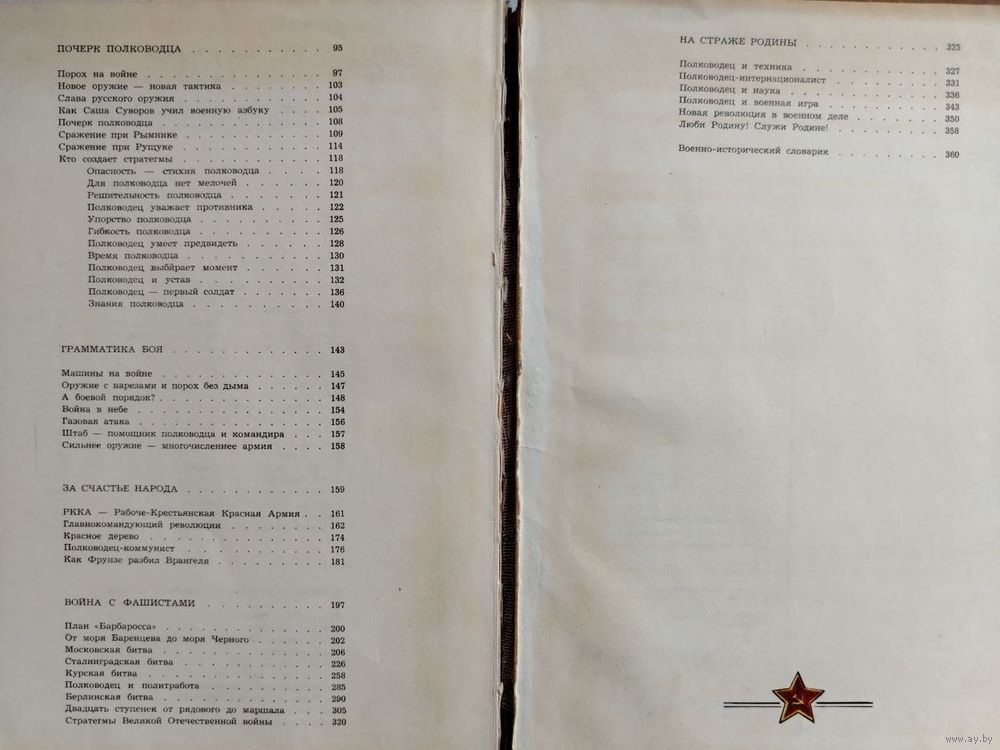 ПОЧЕРК ПОЛКОВОДЦА . . . . . . . . . . . 95
Порох на войне . . . . . . . . . . . . . 97
Новое оружие — новая тактика . . . . . . . 103
Слава русского оружия . . . . . . . . . . 104
Как Саша Суворов учил военную азбуку . . . . 105
Почерк полководца . . . . . . . . . . . . 108
Сражение при Рымнике . . . . . . . . . . 109
Сражение при Рущуке . . . . . . . . . . . 114
Кто создает стратегмы . . . . . . . . . . 118
Опасность — стихия полководца . . . . 118
Для полководца нет мелочей . . . . . . 120
Решительность полководца . . . . . . . 121
Полководец уважает противника . . . . . 122
Упорство полководца . . . . . . . . . 125
Гибкость полководца . . . . . . . . . 126
Полководец умеет предвидеть . . . . . . 128
Время полководца . . . . . . . . . . 130
Полководец выбирает момент . . . . . . 131
Полководец и устав . . . . . . . . . 132
Полководец — первый солдат . . . . . . 136
Знания полководца . . . . . . . . . . 140
ГРАММАТИКА БОЯ . . . . . . . . . . . . 143
Машины на войне . . . . . . . . . . . . 145
Оружие с нарезами и порох без дыма . . . . . . 147
А боевой порядок? . . . . . . . . . . . . 148
Война в небе . . . . . . . . . . . . . . 154
Газовая атака . . . . . . . . . . . . . . 156
Штаб — помощник полководца и командира . . . 157
Сильнее оружие — многочисленнее армия . . . . 158
ЗА СЧАСТЬЕ НАРОДА . . . . . . . . . . . 159
РККА — Рабоче-Крестьянская Красная Армия . . 161
Главнокомандующий революции . . . . . . . 162
Красное дерево . . . . . . . . . . . . . 174
Полководец-коммунист . . . . . . . . . . 176
Как Фрунзе разбил Врангеля . . . . . . . . 181
ВОЙНА С ФАШИСТАМИ . . . . . . . . . . 197
План «Барбаросса» . . . . . . . . . . . . 200
От моря Баренцева до моря Черного . . . . . . 202
Московская битва . . . . . . . . . . . . 206
Сталинградская битва . . . . . . . . . . . 226
Курская битва . . . . . . . . . . . . . 258
Полководец и политработа . . . . . . . . . 285
Берлинская битва . . . . . . . . . . . . 290
Двадцать ступенек от рядового до маршала . . . 305
Стратегмы Великой Отечественной войны . . . . 320
НА СТРАЖЕ РОДИНЫ . . . . . . . . . . . 325
Полководец и техника . . . . . . . . . . . 327
Полководец-интернационалист . . . . . . . . 331
Полководец и наука . . . . . . . . . . . 336
Полководец и военная игра . . . . . . . . . 343
Новая революция в военном деле . . . . . . . 350
Люби Родину! Служи Родине! . . . . . . . . 358
Военно-исторический словарик . . . . . . . . 360
www.ay.by